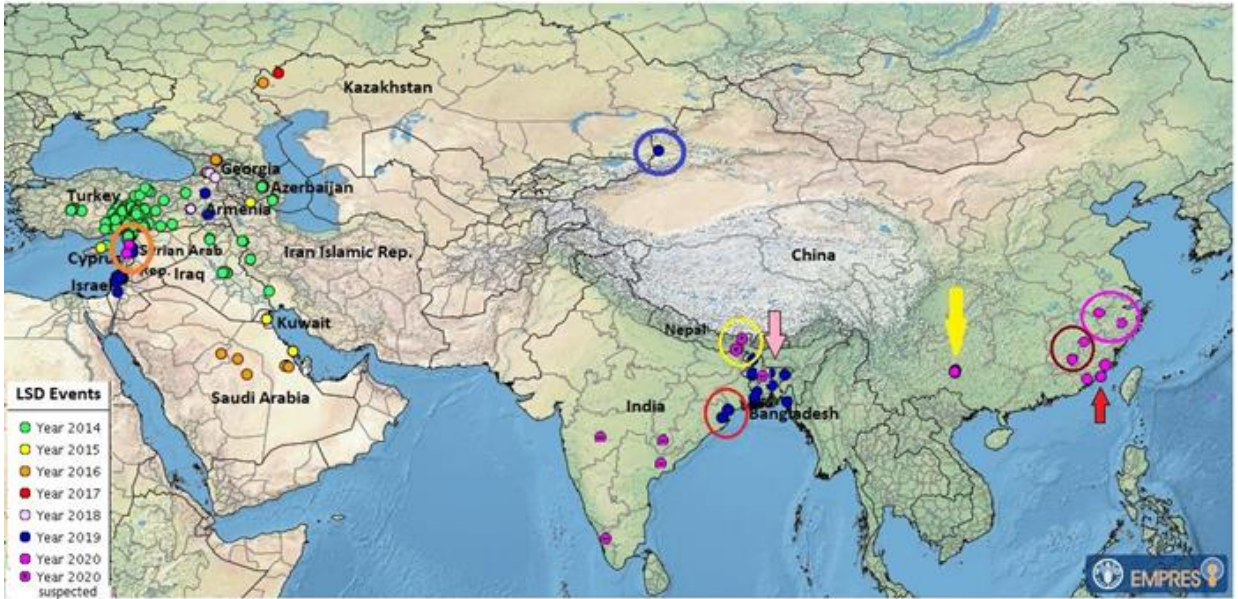 Kazakhstan
Georgia
Azerbaijan
Turkey
Armenia
Syrian Arab
Rep.
Cyprus
Iran Islamic Rep.
China
Israel
Iraq
Kuwait
Nepal
Saudi Arabia
India
Bangladesh
LSD Events
Year 2014
Year 2015
Year 2016
Year 2017
Year 2018
Year 2019
Year 2020
Year 2020
suspected
EMPRES